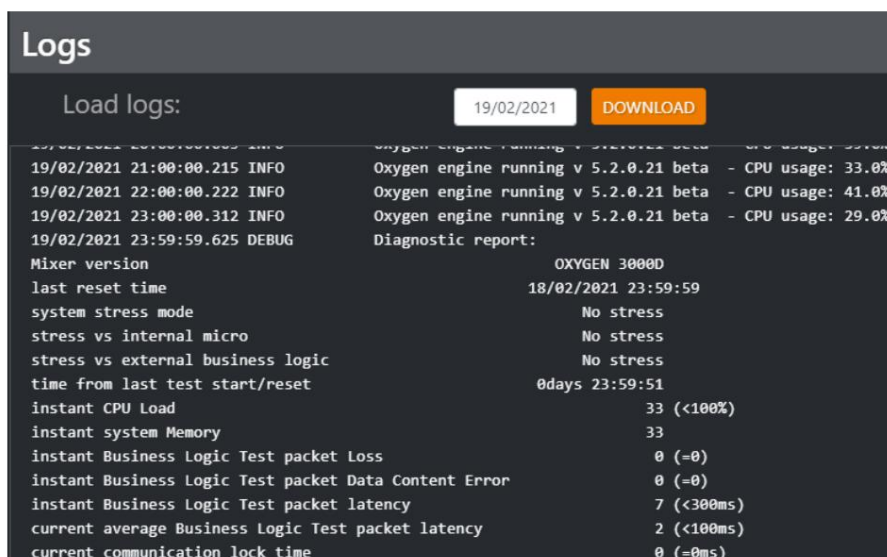 Logs
Load logs: 19/02/2021 DOWNLOAD
19/02/2021 21:00:00.215 INFO Oxygen engine running v 5.2.0.21 beta - CPU usage: 33.0%
19/02/2021 22:00:00.222 INFO Oxygen engine running v 5.2.0.21 beta - CPU usage: 41.0%
19/02/2021 23:00:00.312 INFO Oxygen engine running v 5.2.0.21 beta - CPU usage: 29.0%
19/02/2021 23:59:59.625 DEBUG Diagnostic report:
Mixer version OXYGEN 3000D
last reset time 18/02/2021 23:59:59
system stress mode No stress
stress vs internal micro No stress
stress vs external business logic No stress
time from last test start/reset 0days 23:59:51
instant CPU Load 33 (<100%)
instant system Memory 33
instant Business Logic Test packet Loss 0 (=0)
instant Business Logic Test packet Data Content Error 0 (=0)
instant Business Logic Test packet latency 7 (<300ms)
current average Business Logic Test packet latency 2 (<100ms)
current communication lock time 0 (=0ms)